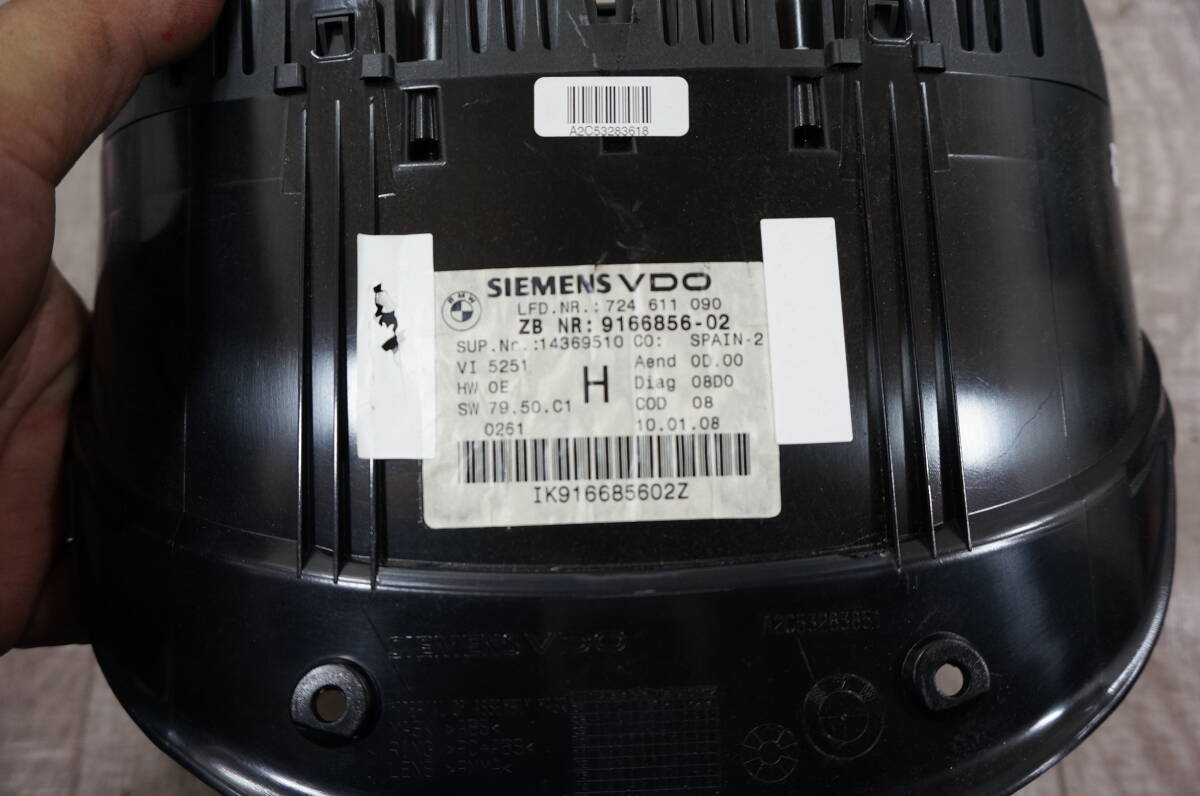 A2C53283618
BMW
SIEMENS VDO
LFD.NR.:724 611 090
ZB NR: 9166856-02
SUP.Nr.:14369510 CO: SPAIN-2
VI 5251 Aend 0D.00
HW 0E H Diag 08D0
SW 79.50.C1 COD 08
0261 10.01.08
IK916685602Z
SIEMENS VDO